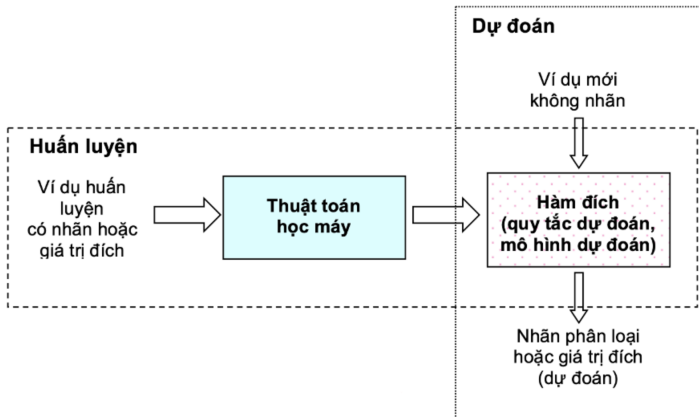 Dự đoán
Ví dụ mới
không nhãn
Huấn luyện
Ví dụ huấn
luyện
có nhãn hoặc
giá trị đích
Thuật toán
học máy
Hàm đích
(quy tắc dự đoán,
mô hình dự đoán)
Nhãn phân loại
hoặc giá trị đích
(dự đoán)